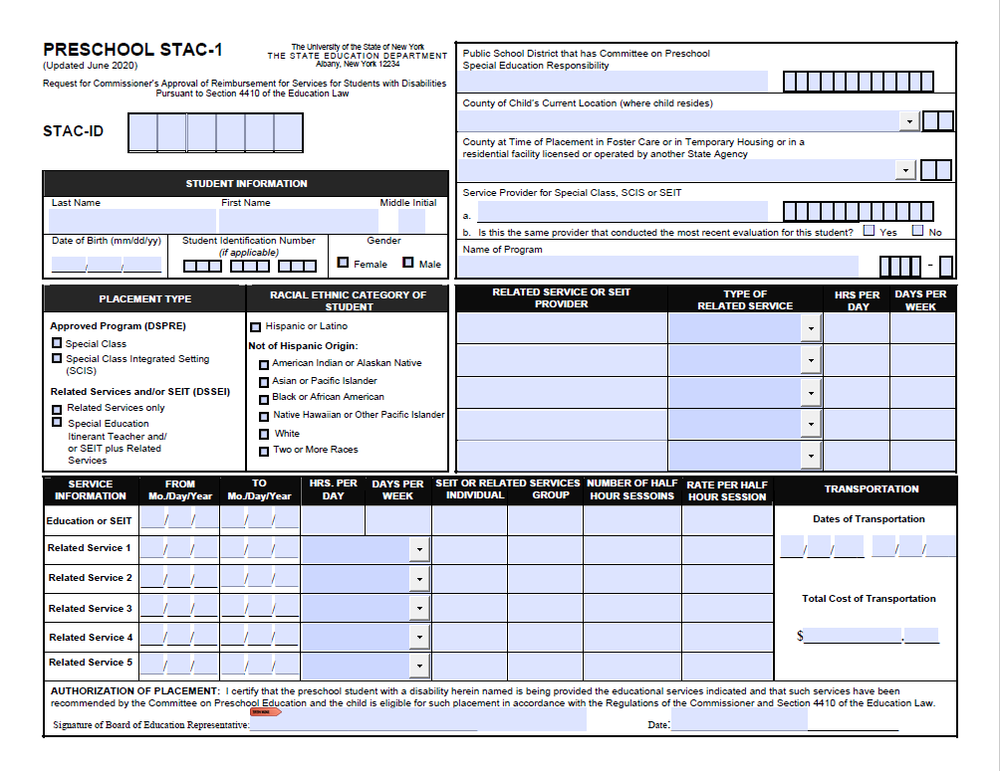 PRESCHOOL STAC-1
(Updated June 2020)
The University of the State of New York
THE STATE EDUCATION DEPARTMENT
Albany, New York 12234
Request for Commissioner's Approval of Reimbursement for Services for Students with Disabilities
Pursuant to Section 4410 of the Education Law
STAC-ID
Public School District that has Committee on Preschool
Special Education Responsibility
County of Child's Current Location (where child resides)
County at Time of Placement in Foster Care or in Temporary Housing or in a
residential facility licensed or operated by another State Agency
Service Provider for Special Class, SCIS or SEIT
a.
b. Is this the same provider that conducted the most recent evaluation for this student? Yes No
Name of Program
-
STUDENT INFORMATION
Last Name First Name Middle Initial
Date of Birth (mm/dd/yy) Student Identification Number Gender
(if applicable)
/ / Female Male
PLACEMENT TYPE
Approved Program (DSPRE)
Special Class
Special Class Integrated Setting
(SCIS)
Related Services and/or SEIT (DSSEI)
Related Services only
Special Education
Itinerant Teacher and/
or SEIT plus Related
Services
RACIAL ETHNIC CATEGORY OF
STUDENT
Hispanic or Latino
Not of Hispanic Origin:
American Indian or Alaskan Native
Asian or Pacific Islander
Black or African American
Native Hawaiian or Other Pacific Islander
White
Two or More Races
RELATED SERVICE OR SEIT
PROVIDER
TYPE OF
RELATED SERVICE
HRS PER
DAY
DAYS PER
WEEK
SERVICE
INFORMATION
FROM
Mo./Day/Year
TO
Mo./Day/Year
HRS. PER
DAY
DAYS PER
WEEK
SEIT OR RELATED SERVICES
INDIVIDUAL GROUP
NUMBER OF HALF
HOUR SESSOINS
RATE PER HALF
HOUR SESSION
TRANSPORTATION
Education or SEIT / / / /
Related Service 1 / / / /
Related Service 2 / / / /
Related Service 3 / / / /
Related Service 4 / / / /
Related Service 5 / / / /
Dates of Transportation
/ / / /
Total Cost of Transportation
$ .
AUTHORIZATION OF PLACEMENT: I certify that the preschool student with a disability herein named is being provided the educational services indicated and that such services have been
recommended by the Committee on Preschool Education and the child is eligible for such placement in accordance with the Regulations of the Commissioner and Section 4410 of the Education Law.
Signature of Board of Education Representative: Date: